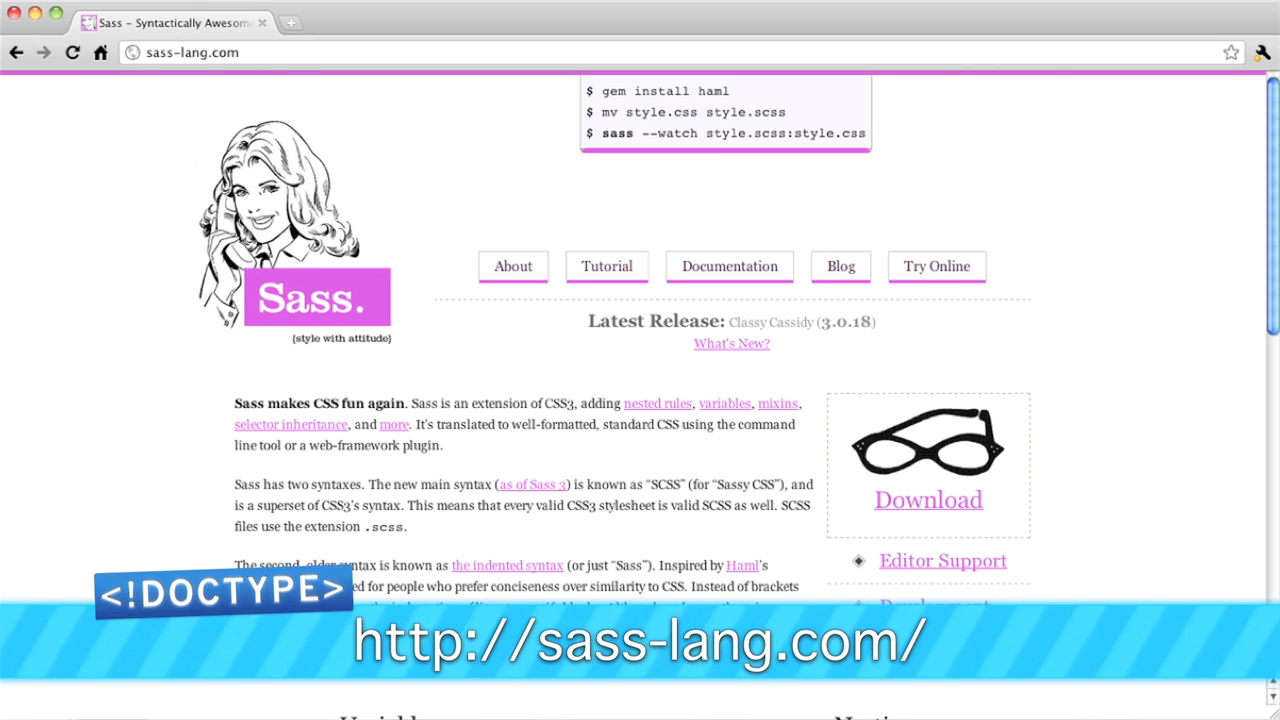 Sass - Syntactically Awesom
sass-lang.com
$ gem install haml
$ mv style.css style.scss
$ sass --watch style.scss:style.css
Sass.
{style with attitude}
About
Tutorial
Documentation
Blog
Try Online
Latest Release: Classy Cassidy (3.0.18)
What's New?
Sass makes CSS fun again. Sass is an extension of CSS3, adding nested rules, variables, mixins,
selector inheritance, and more. It's translated to well-formatted, standard CSS using the command
line tool or a web-framework plugin.
Sass has two syntaxes. The new main syntax (as of Sass 3) is known as “SCSS” (for “Sassy CSS”), and
is a superset of CSS3's syntax. This means that every valid CSS3 stylesheet is valid SCSS as well. SCSS
files use the extension .scss.
The second, older syntax is known as the indented syntax (or just “Sass”). Inspired by Haml's
ed for people who prefer conciseness over similarity to CSS. Instead of brackets
Download
Editor Support
<!DOCTYPE>
http://sass-lang.com/